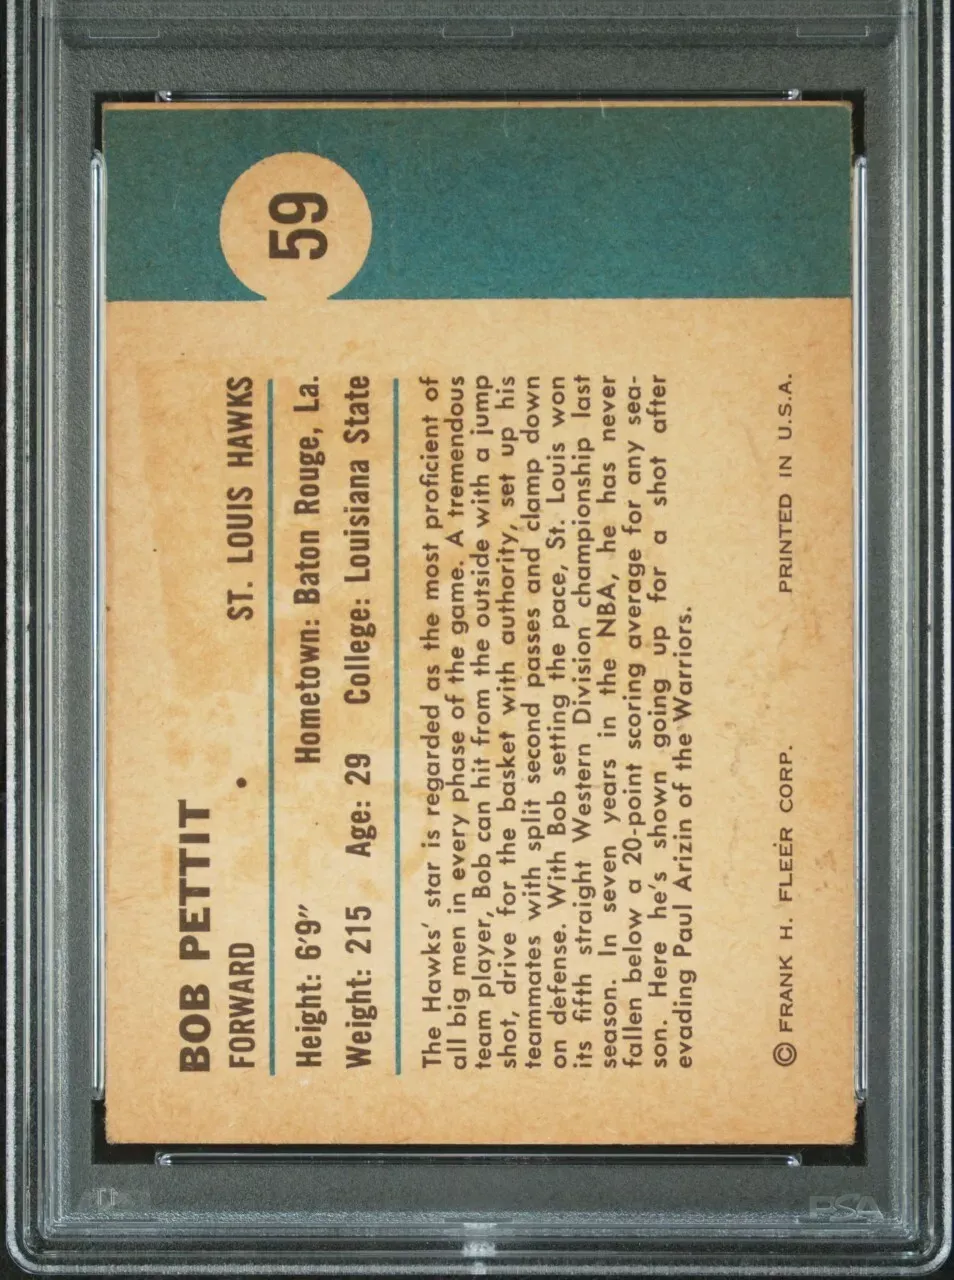 59
BOB PETTIT
FORWARD • ST. LOUIS HAWKS
Height: 6'9" Hometown: Baton Rouge, La.
Weight: 215 Age: 29 College: Louisiana State
The Hawks' star is regarded as the most proficient of
all big men in every phase of the game. A tremendous
team player, Bob can hit from the outside with a jump
shot, drive for the basket with authority, set up his
teammates with split second passes and clamp down
on defense. With Bob setting the pace, St. Louis won
its fifth straight Western Division championship last
season. In seven years in the NBA, he has never
fallen below a 20-point scoring average for any sea-
son. Here he's shown going up for a shot after
evading Paul Arizin of the Warriors.
© FRANK H. FLEER CORP. PRINTED IN U.S.A.
PSA